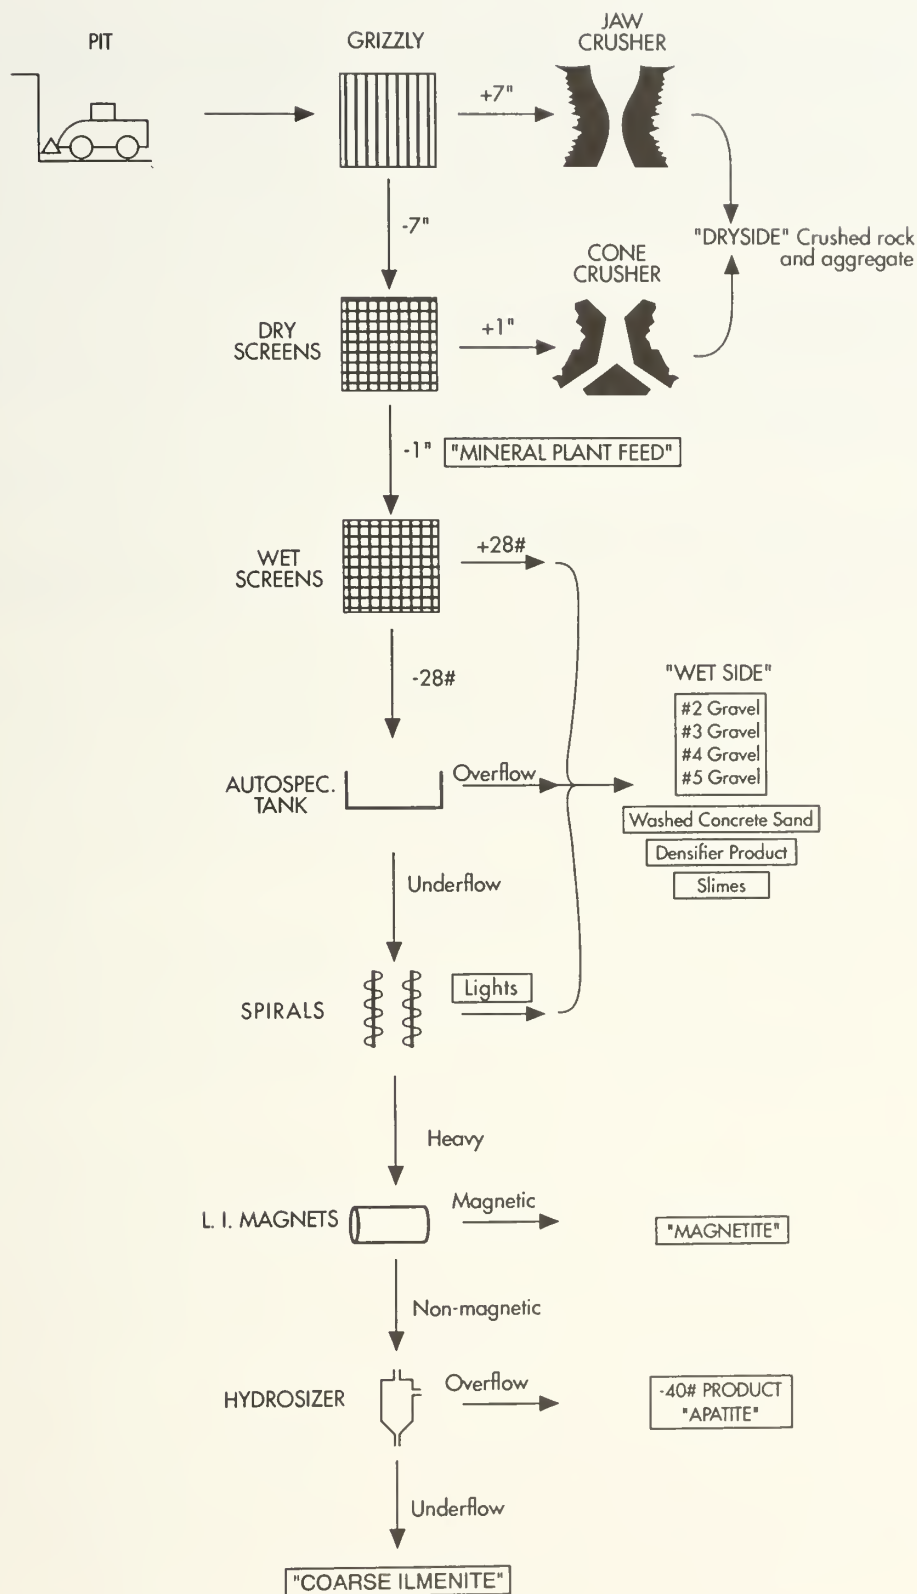 PIT
GRIZZLY
JAW
CRUSHER
+7"
-7"
"DRYSIDE" Crushed rock
and aggregate
CONE
CRUSHER
DRY
SCREENS
+1"
-1"
"MINERAL PLANT FEED"
WET
SCREENS
+28#
-28#
"WET SIDE"
#2 Gravel
#3 Gravel
#4 Gravel
#5 Gravel
AUTOSPEC.
TANK
Overflow
Washed Concrete Sand
Densifier Product
Slimes
Underflow
SPIRALS
Lights
Heavy
L. I. MAGNETS
Magnetic
"MAGNETITE"
Non-magnetic
HYDROSIZER
Overflow
-40# PRODUCT
"APATITE"
Underflow
"COARSE ILMENITE"